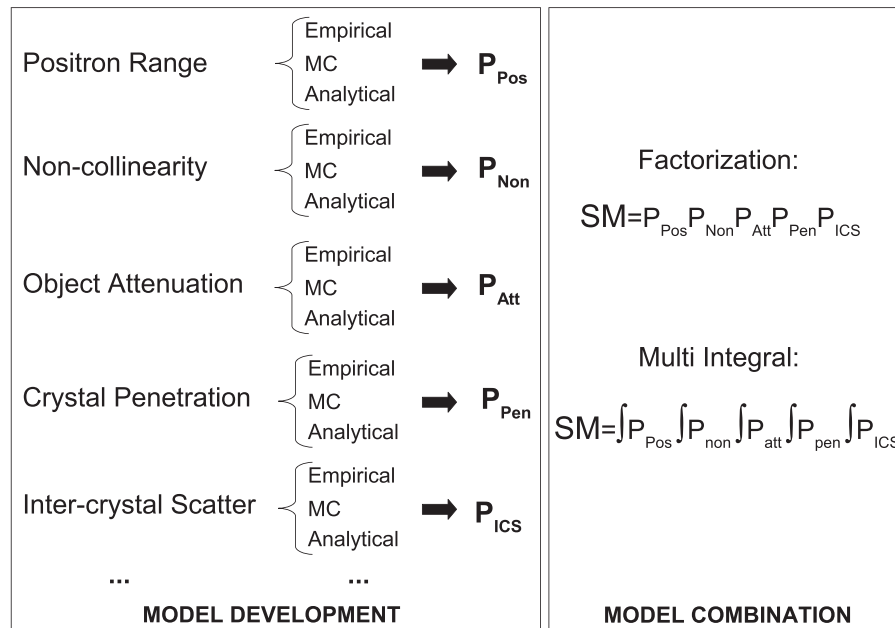 Empirical
Positron Range MC P_Pos
Analytical
Empirical
Non-collinearity MC P_Non
Analytical
Empirical
Object Attenuation MC P_Att
Analytical
Empirical
Crystal Penetration MC P_Pen
Analytical
Empirical
Inter-crystal Scatter MC P_ICS
Analytical
... ...
MODEL DEVELOPMENT
Factorization:
SM=P_Pos P_Non P_Att P_Pen P_ICS
Multi Integral:
SM=∫P_Pos ∫P_non ∫P_att ∫P_pen ∫P_ICS
MODEL COMBINATION